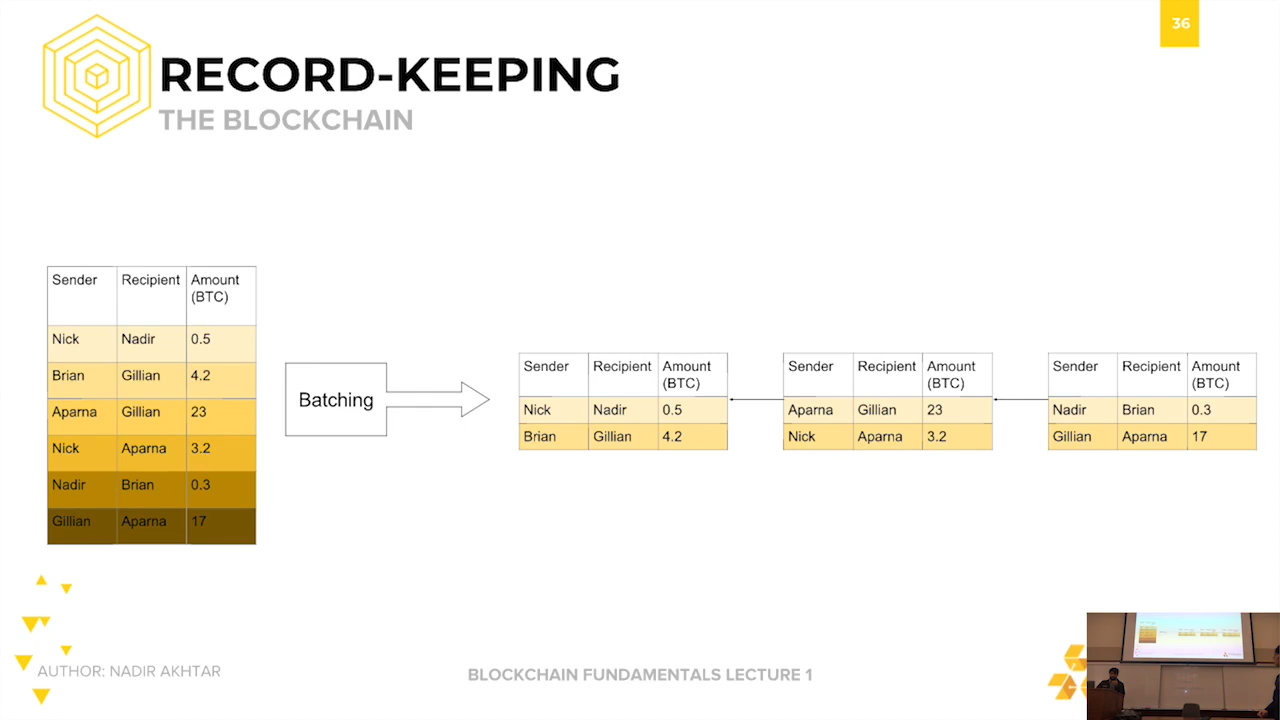 36
RECORD-KEEPING
THE BLOCKCHAIN
Sender Recipient Amount (BTC)
Nick Nadir 0.5
Brian Gillian 4.2
Aparna Gillian 23
Nick Aparna 3.2
Nadir Brian 0.3
Gillian Aparna 17
Batching
Sender Recipient Amount (BTC)
Nick Nadir 0.5
Brian Gillian 4.2
Sender Recipient Amount (BTC)
Aparna Gillian 23
Nick Aparna 3.2
Sender Recipient Amount (BTC)
Nadir Brian 0.3
Gillian Aparna 17
AUTHOR: NADIR AKHTAR
BLOCKCHAIN FUNDAMENTALS LECTURE 1